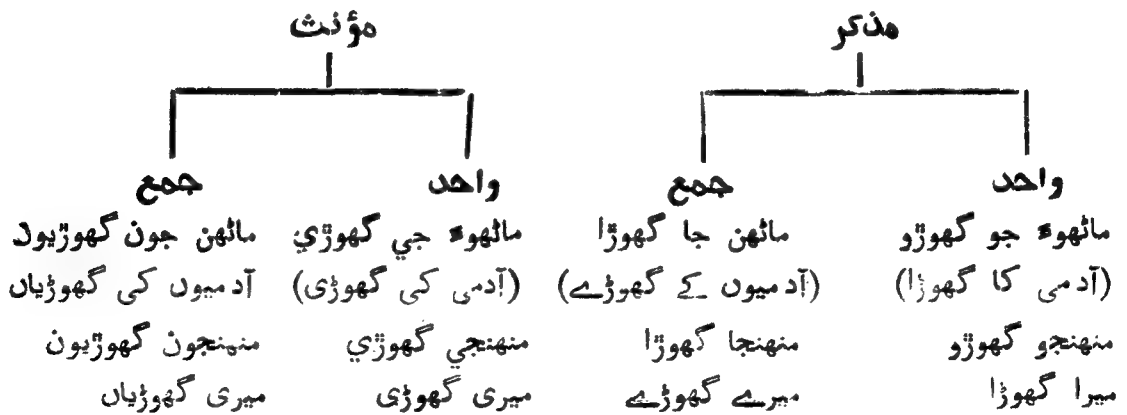 مذکر مؤنث
واحد جمع واحد جمع
ماڻهوءَ جو گهوڙو ماڻهن جا گهوڙا ماڻهوءَ جي گهوڙي ماڻهن جون گهوڙيون
(آدمی کا گھوڑا) (آدمیوں کے گھوڑے) (آدمی کی گھوڑی) آدمیوں کی گھوڑیاں
منهنجو گهوڙو منهنجا گهوڙا منهنجي گهوڙي منهنجون گهوڙيون
میرا گھوڑا میرے گھوڑے میری گھوڑی میری گھوڑیاں